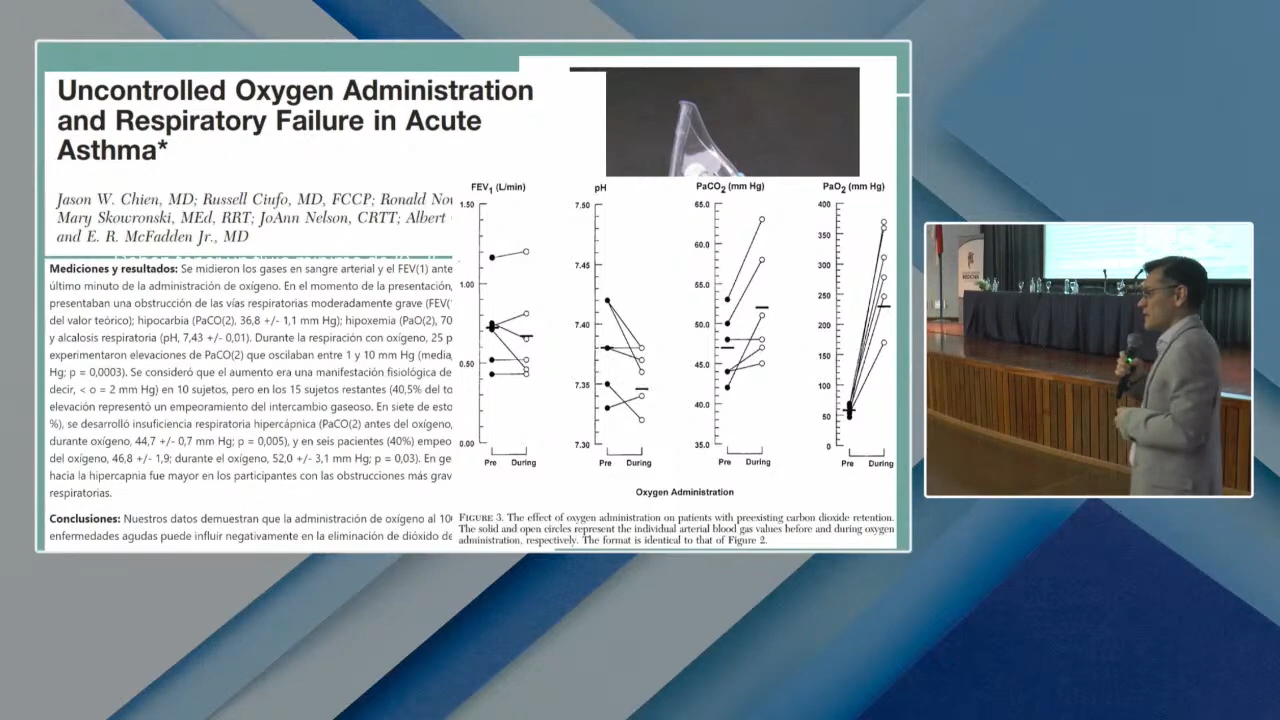 Uncontrolled Oxygen Administration
and Respiratory Failure in Acute
Asthma*
Jason W. Chien, MD; Russell Ciufo, MD, FCCP; Ronald
Mary Skowronski, MEd, RRT; JoAnn Nelson, CRTT; Albert
and E. R. McFadden Jr., MD
Mediciones y resultados: Se midieron los gases en sangre arterial y el FEV(1) ante
último minuto de la administración de oxígeno. En el momento de la presentación,
presentaban una obstrucción de las vías respiratorias moderadamente grave (FEV(
del valor teórico); hipocarbia (PaCO(2), 36,8 +/- 1,1 mm Hg); hipoxemia (PaO(2), 70
y alcalosis respiratoria (pH, 7,43 +/- 0,01). Durante la respiración con oxígeno, 25 p
experimentaron elevaciones de PaCO(2) que oscilaban entre 1 y 10 mm Hg (media,
Hg; p = 0,0003). Se consideró que el aumento era una manifestación fisiológica de
decir, < o = 2 mm Hg) en 10 sujetos, pero en los 15 sujetos restantes (40,5% del to
elevación representó un empeoramiento del intercambio gaseoso. En siete de esto
%), se desarrolló insuficiencia respiratoria hipercápnica (PaCO(2) antes del oxígeno,
durante oxígeno, 44,7 +/- 0,7 mm Hg; p = 0,005), y en seis pacientes (40%) empeo
del oxígeno, 46,8 +/- 1,9; durante el oxígeno, 52,0 +/- 3,1 mm Hg; p = 0,03). En ge
hacia la hipercapnia fue mayor en los participantes con las obstrucciones más grav
respiratorias.
Conclusiones: Nuestros datos demuestran que la administración de oxígeno al 10
enfermedades agudas puede influir negativamente en la eliminación de dióxido de
FEV1 (L/min)
1.50
1.00
0.50
0.00
Pre During
pH
7.50
7.45
7.40
7.35
7.30
Pre During
PaCO2 (mm Hg)
65.0
60.0
55.0
50.0
45.0
40.0
35.0
Pre During
PaO2 (mm Hg)
400
350
300
250
200
150
100
50
0
Pre During
Oxygen Administration
FIGURE 3. The effect of oxygen administration on patients with preexisting carbon dioxide retention.
The solid and open circles represent the individual arterial blood gas values before and during oxygen
administration, respectively. The format is identical to that of Figure 2.
MEDICINA